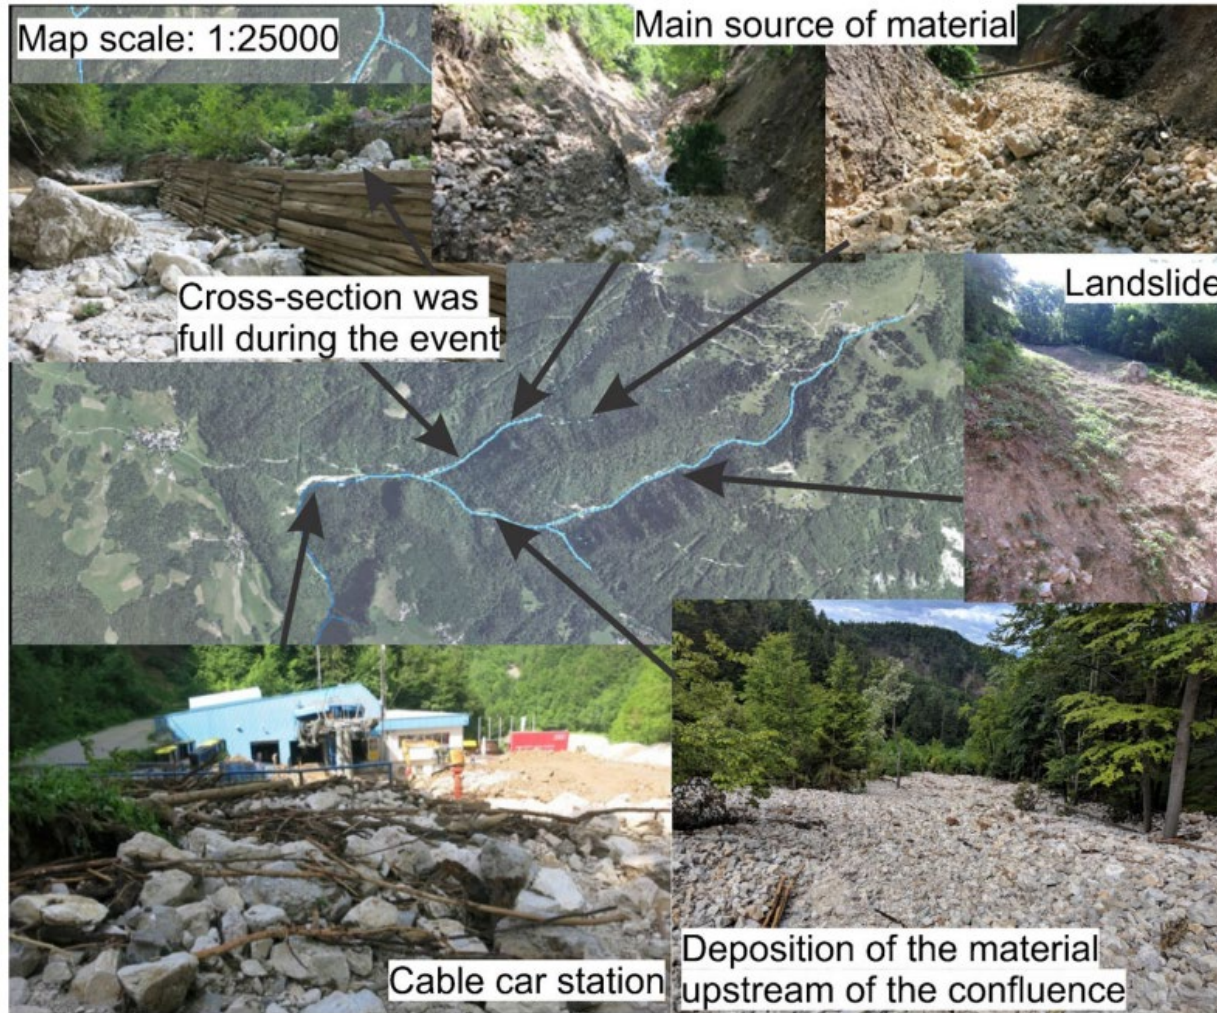 Map scale: 1:25000
Main source of material
Cross-section was
full during the event
Landslide
Cable car station
Deposition of the material
upstream of the confluence